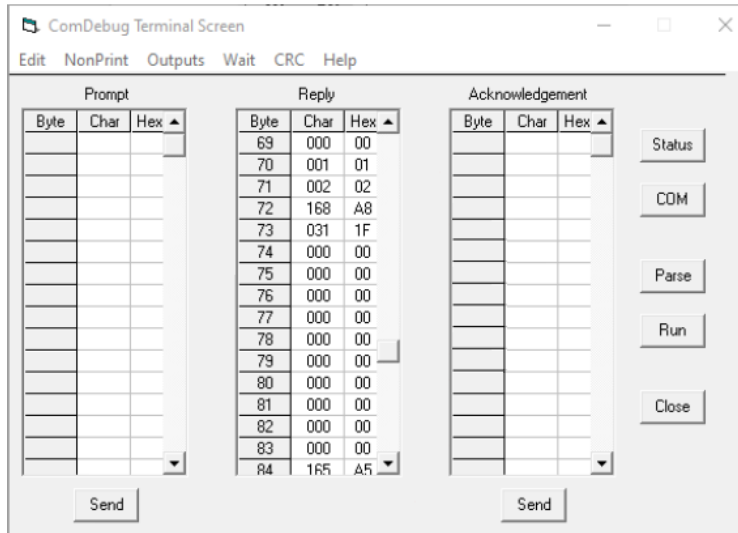 ComDebug Terminal Screen
Edit NonPrint Outputs Wait CRC Help
Prompt Reply Acknowledgement
Byte Char Hex Byte Char Hex Byte Char Hex
69 000 00
70 001 01
71 002 02
72 168 A8
73 031 1F
74 000 00
75 000 00
76 000 00
77 000 00
78 000 00
79 000 00
80 000 00
81 000 00
82 000 00
83 000 00
84 165 A5
Status
COM
Parse
Run
Close
Send Send